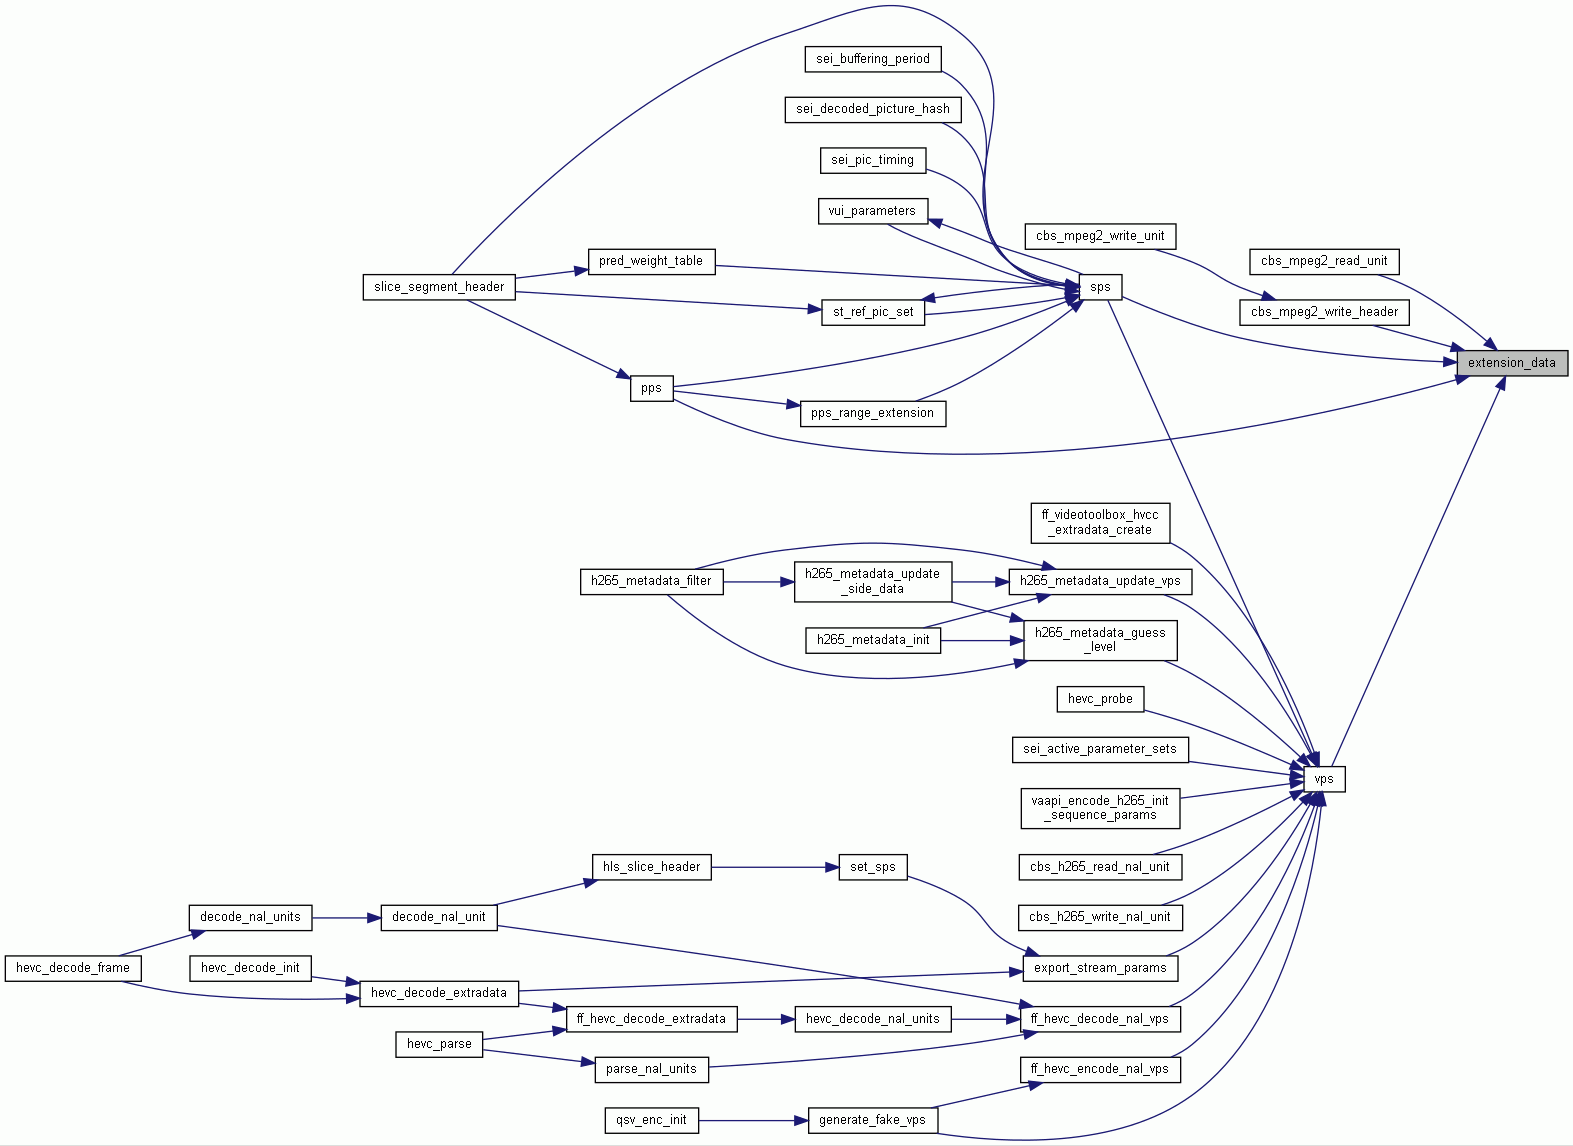 sei_buffering_period
sei_decoded_picture_hash
sei_pic_timing
vui_parameters
cbs_mpeg2_write_unit
pred_weight_table
cbs_mpeg2_read_unit
slice_segment_header
sps
st_ref_pic_set
cbs_mpeg2_write_header
extension_data
pps
pps_range_extension
ff_videotoolbox_hvcc
_extradata_create
h265_metadata_filter
h265_metadata_update
_side_data
h265_metadata_update_vps
h265_metadata_init
h265_metadata_guess
_level
hevc_probe
sei_active_parameter_sets
vps
vaapi_encode_h265_init
_sequence_params
hls_slice_header
set_sps
cbs_h265_read_nal_unit
decode_nal_units
decode_nal_unit
cbs_h265_write_nal_unit
hevc_decode_frame
hevc_decode_init
export_stream_params
hevc_decode_extradata
ff_hevc_decode_extradata
hevc_decode_nal_units
ff_hevc_decode_nal_vps
hevc_parse
parse_nal_units
ff_hevc_encode_nal_vps
qsv_enc_init
generate_fake_vps